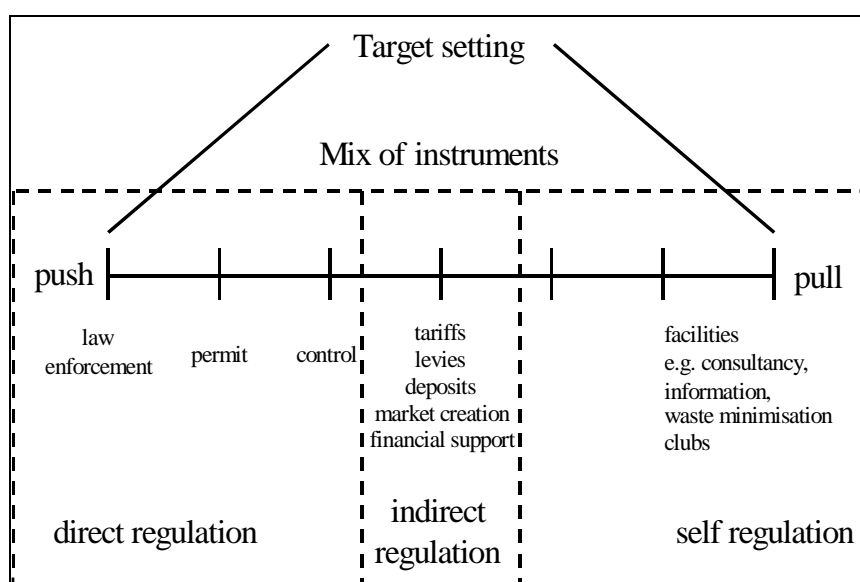 Target setting
Mix of instruments
push
pull
law
enforcement
permit
control
tariffs
levies
deposits
market creation
financial support
facilities
e.g. consultancy,
information,
waste minimisation
clubs
direct regulation
indirect
regulation
self regulation